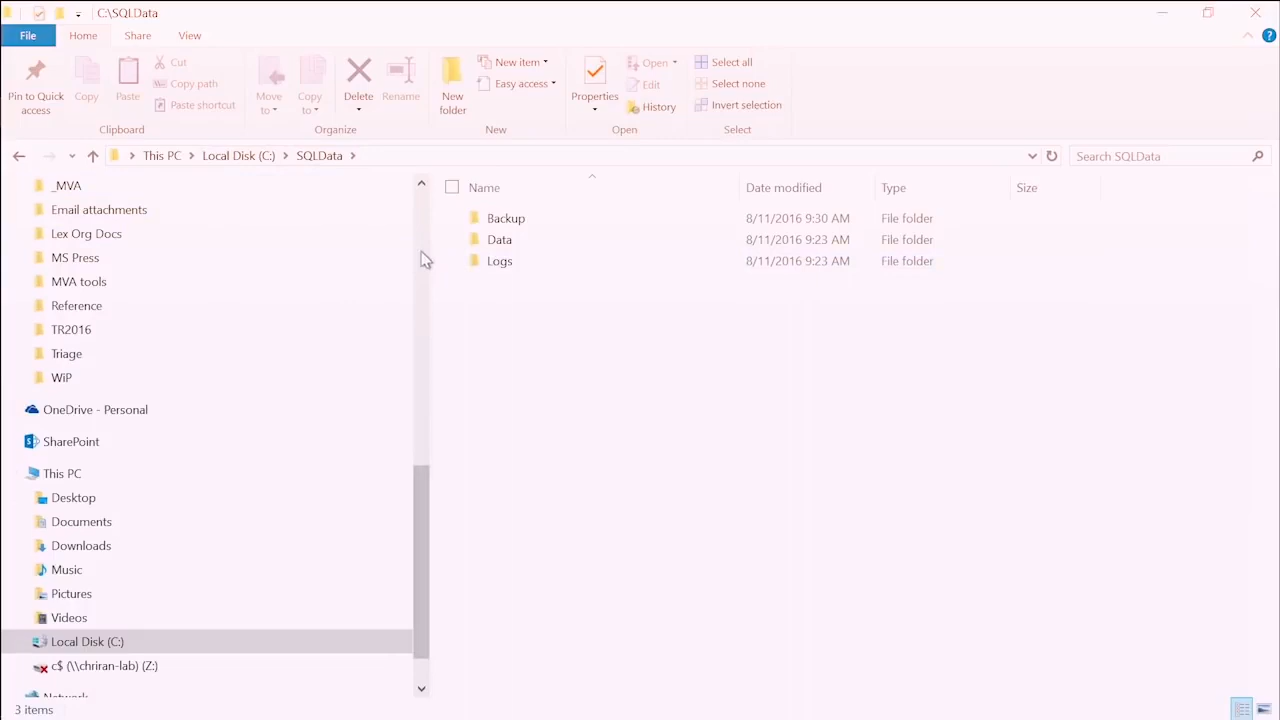 C:\SQLData
File Home Share View
Pin to Quick access
Copy
Paste
Cut
Copy path
Paste shortcut
Move to
Copy to
Delete
Rename
New folder
New item
Easy access
Properties
Open
Edit
History
Select all
Select none
Invert selection
Clipboard Organize New Open Select
This PC Local Disk (C:) SQLData
Search SQLData
_MVA
Email attachments
Lex Org Docs
MS Press
MVA tools
Reference
TR2016
Triage
WiP
OneDrive - Personal
SharePoint
This PC
Desktop
Documents
Downloads
Music
Pictures
Videos
Local Disk (C:)
c$ (\\chriran-lab) (Z:)
Network
Name Date modified Type Size
Backup 8/11/2016 9:30 AM File folder
Data 8/11/2016 9:23 AM File folder
Logs 8/11/2016 9:23 AM File folder
3 items